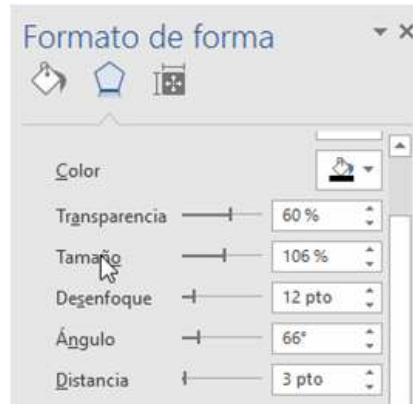 Formato de forma
Color
Transparencia 60 %
Tamaño 106 %
Desenfoque 12 pto
Ángulo 66°
Distancia 3 pto